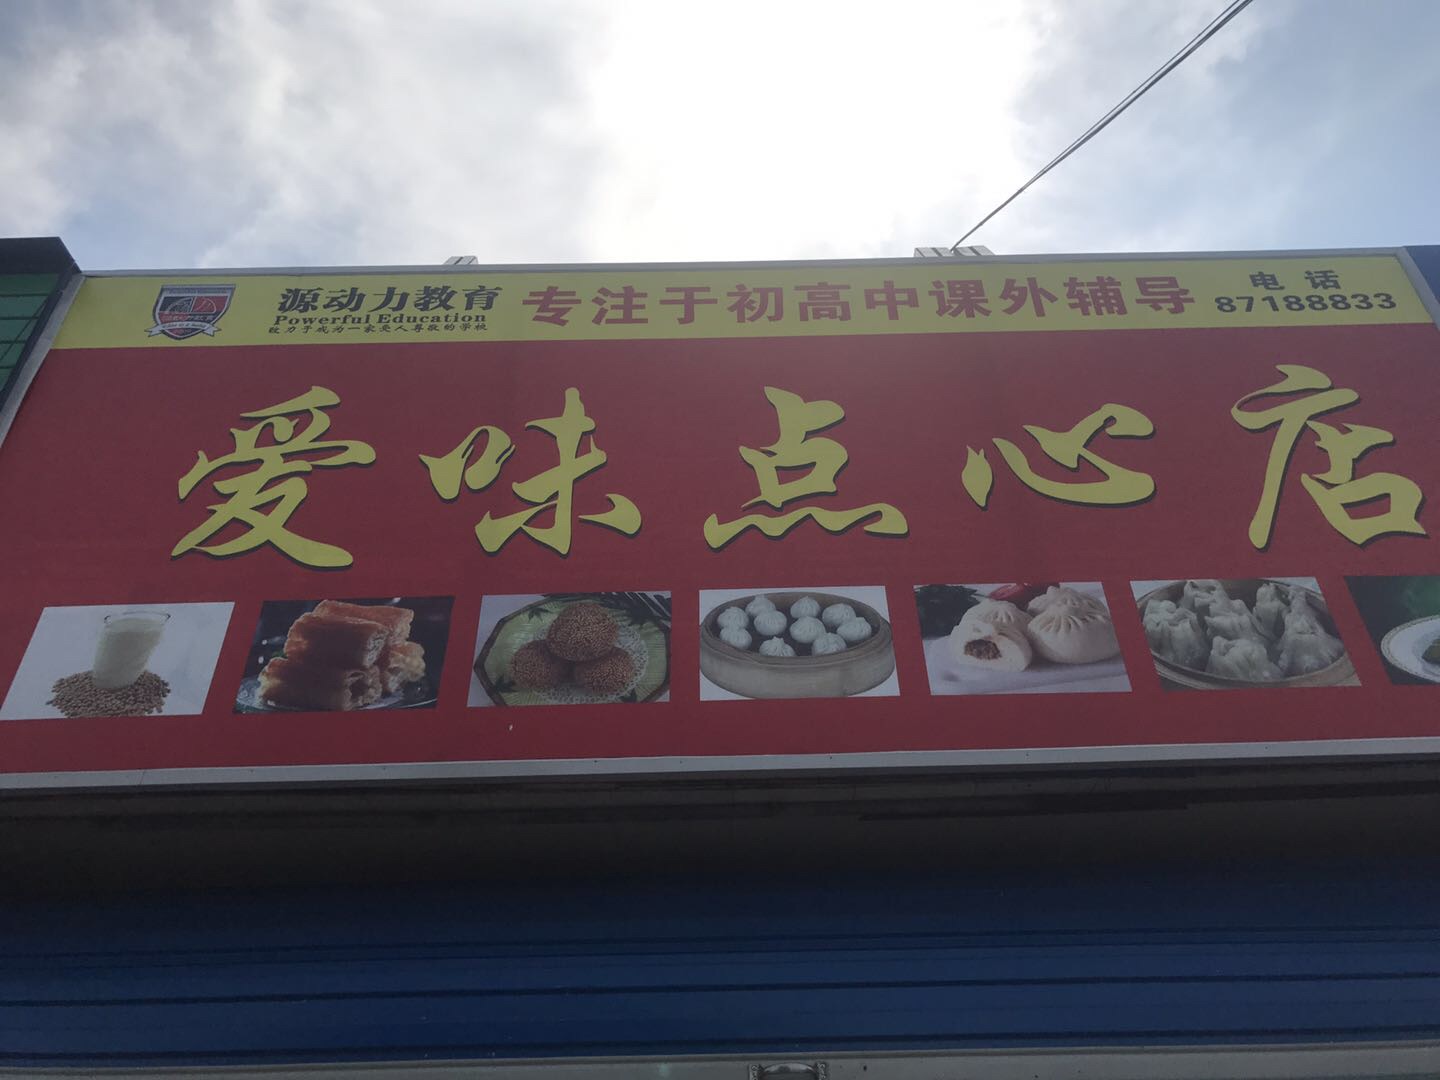 源动力教育
Powerful Education
致力于成为一家受人尊敬的学校
专注于初高中课外辅导
电话
87188833
爱味点心店